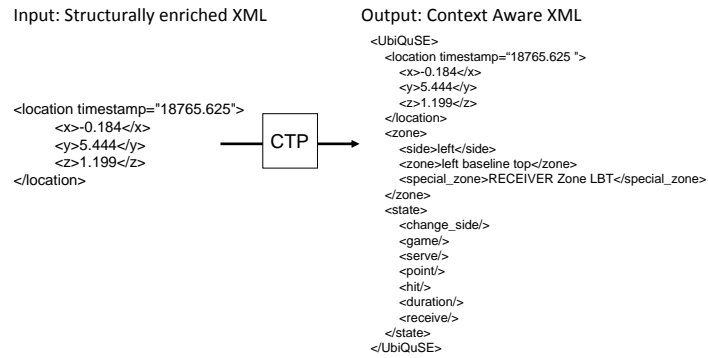 Input: Structurally enriched XML
<location timestamp="18765.625">
<x>-0.184</x>
<y>5.444</y>
<z>1.199</z>
</location>
CTP
Output: Context Aware XML
<UbiQuSE>
<location timestamp=“18765.625 ">
<x>-0.184</x>
<y>5.444</y>
<z>1.199</z>
</location>
<zone>
<side>left</side>
<zone>left baseline top</zone>
<special_zone>RECEIVER Zone LBT</special_zone>
</zone>
<state>
<change_side/>
<game/>
<serve/>
<point/>
<hit/>
<duration/>
<receive/>
</state>
</UbiQuSE>